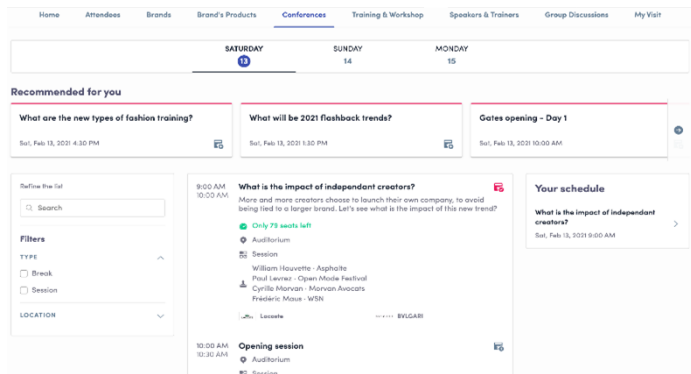 Home Attendees Brands Brand's Products Conferences Training & Workshop Speakers & Trainers Group Discussions My Visit
SATURDAY SUNDAY MONDAY
13 14 15
Recommended for you
What are the new types of fashion training?
Sat, Feb 13, 2021 4:30 PM
What will be 2021 flashback trends?
Sat, Feb 13, 2021 1:30 PM
Gates opening - Day 1
Sat, Feb 13, 2021 10:00 AM
Refine the list
Search
Filters
TYPE
Break
Session
LOCATION
9:00 AM
10:00 AM
What is the impact of independant creators?
More and more creators choose to launch their own company, to avoid
being tied to a larger brand. Let's see what is the impact of this new trend?
Only 79 seats left
Auditorium
Session
William Hauvette - Asphalte
Paul Levrez - Open Mode Festival
Cyrille Morvan - Morvan Avocats
Frédéric Maus - WSN
Lacoste BVLGARI
10:00 AM
10:30 AM
Opening session
Auditorium
Session
Your schedule
What is the impact of independant
creators?
Sat, Feb 13, 2021 9:00 AM